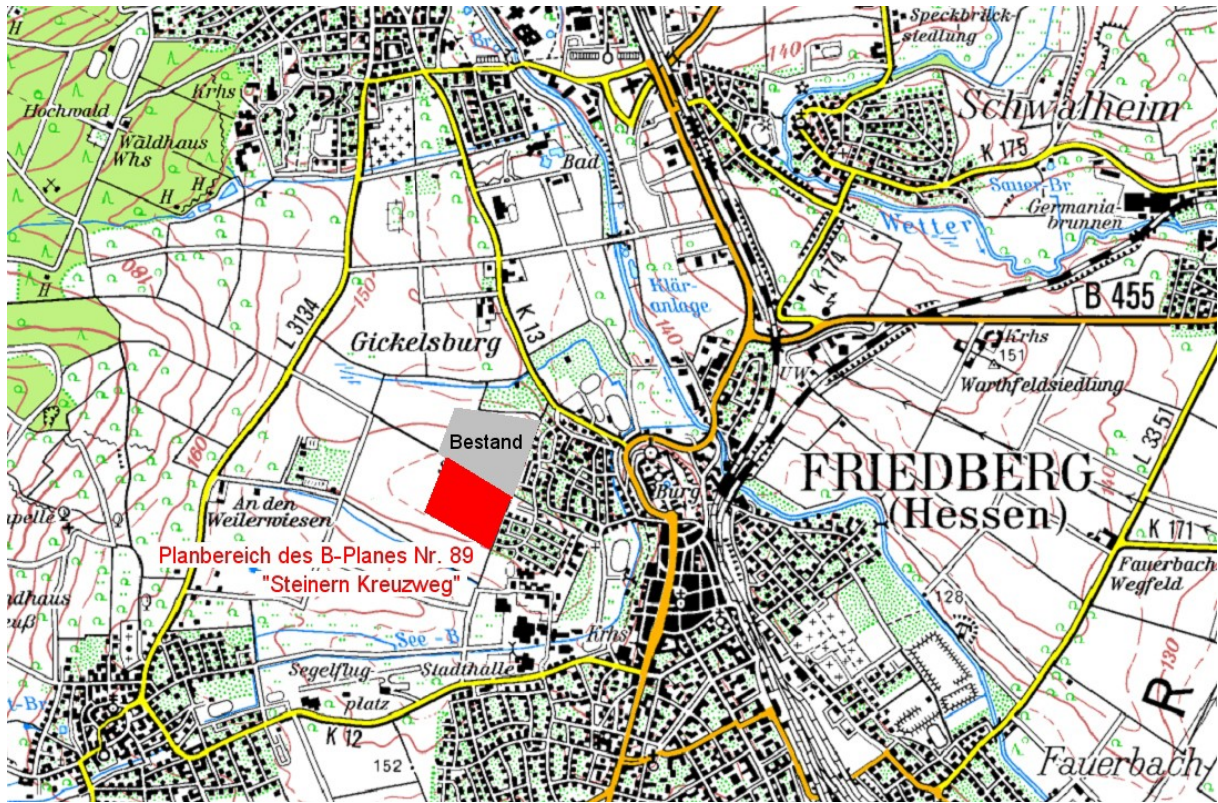 Speckbrück-
siedlung
140
Br
Krhs
Hochwald
Schwalheim
Waldhaus
Whs
K 175
Bad
H
H
Sauer-Br
Germania-
brunnen
Wetter
180
150
H
K 174
Klär-
anlage
B 455
L 3134
K 13
140
Gickelsburg
Krhs
151
UW
Warthfeldsiedlung
L 3351
Bestand
160
FRIEDBERG
(Hessen)
140
Burg
An den
Weilerwiesen
K 171
Planbereich des B-Planes Nr. 89
"Steinern Kreuzweg"
Fauerbach
Wegfeld
128
See-B
Krhs
Segelflug-
platz
Stadthalle
130
R
K 12
152
Fauerbach